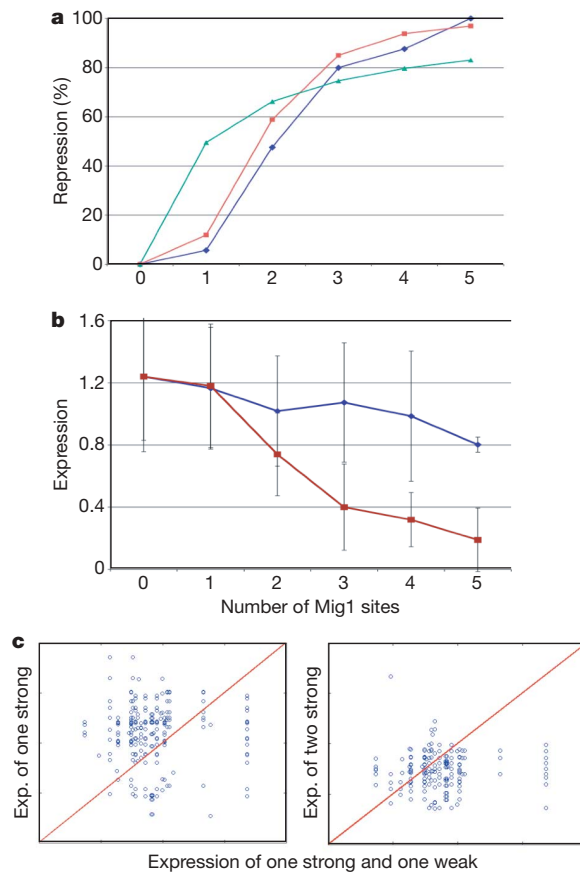 a
100
80
60
40
20
0
Repression (%)
0 1 2 3 4 5
b
1.6
1.2
0.8
0.4
0
Expression
0 1 2 3 4 5
Number of Mig1 sites
c
Exp. of one strong
Exp. of two strong
Expression of one strong and one weak